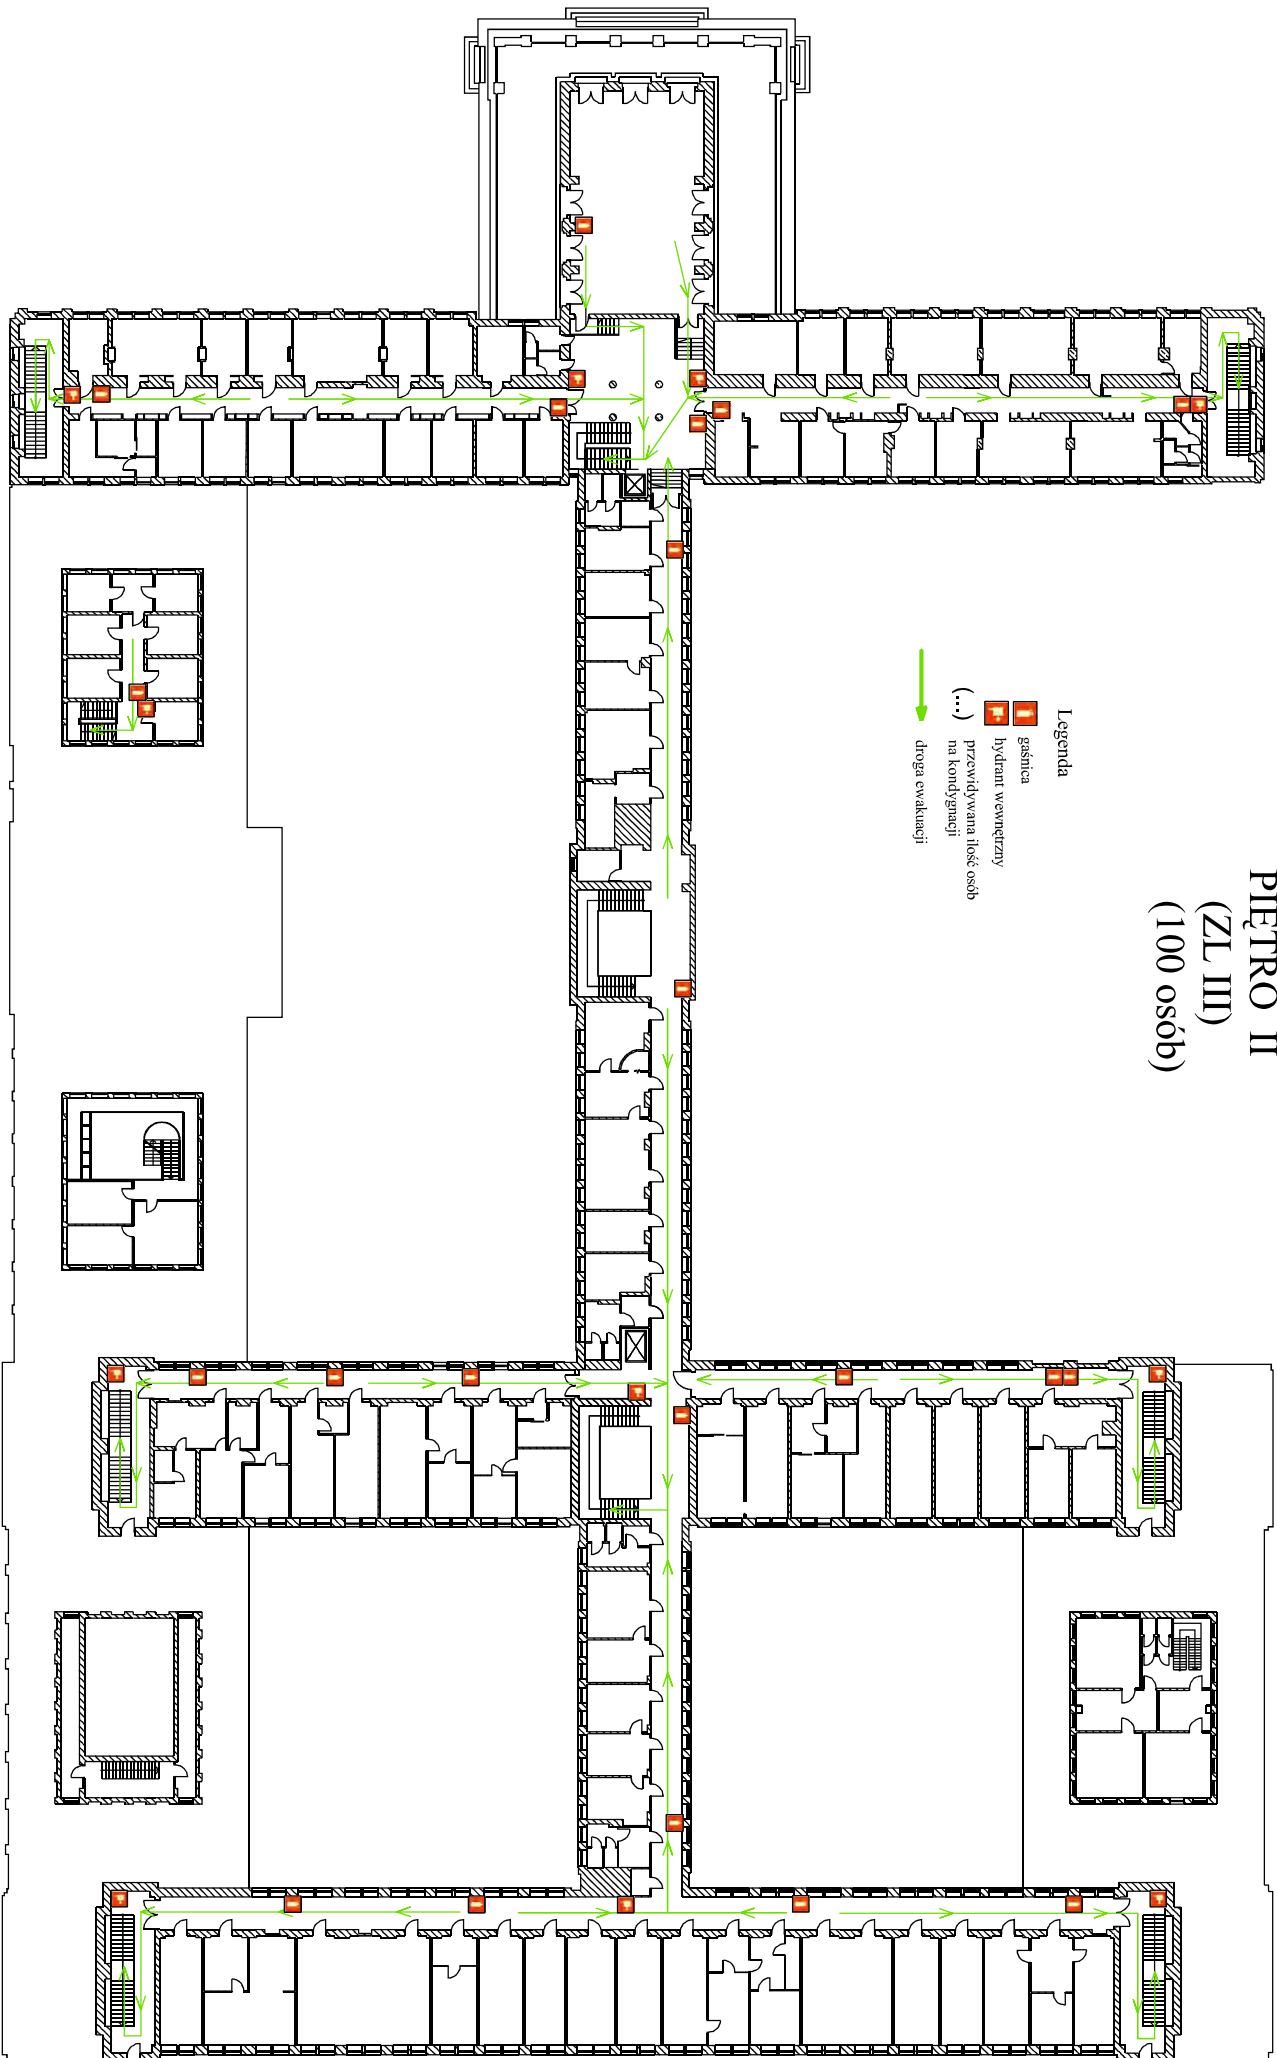 PIĘTRO II
(ZL III)
(100 osób)
Legenda
gaśnica
hydrant wewnętrzny
(...)
przewidywana ilość osób
na kondygnacji
droga ewakuacji